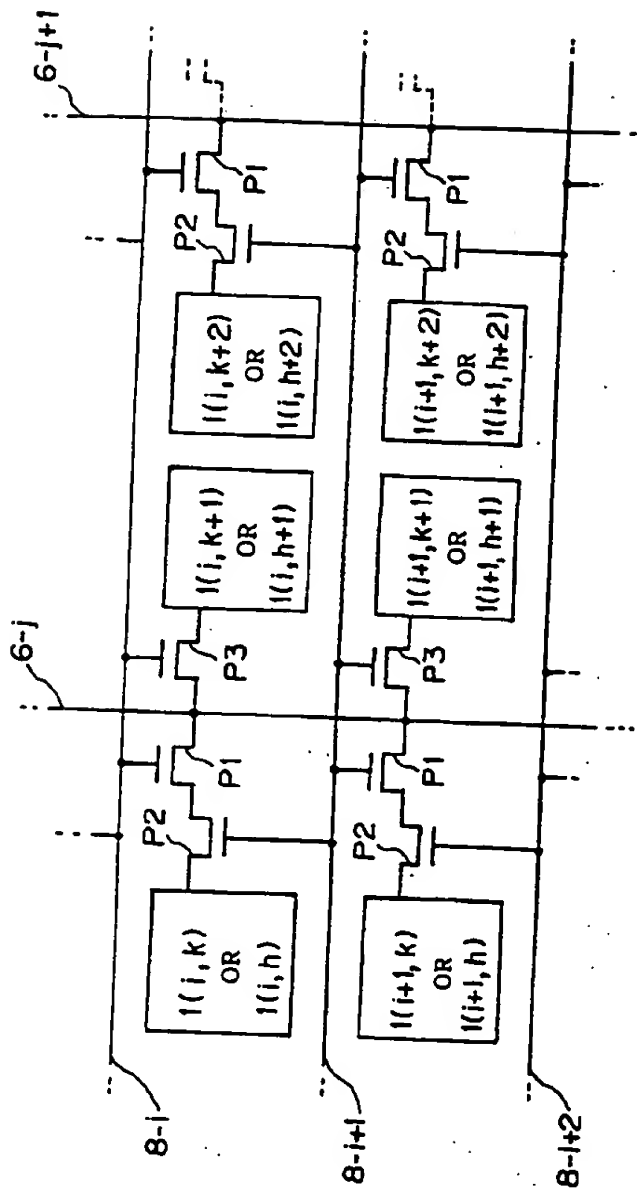 6-j
6-j+1
8-i
P2
P1
P3
P2
P1
1(i,k)
OR
1(i,h)
1(i,k+1)
OR
1(i,h+1)
1(i,k+2)
OR
1(i,h+2)
8-i+1
P2
P1
P3
P2
P1
1(i+1,k)
OR
1(i+1,h)
1(i+1,k+1)
OR
1(i+1,h+1)
1(i+1,k+2)
OR
1(i+1,h+2)
8-i+2